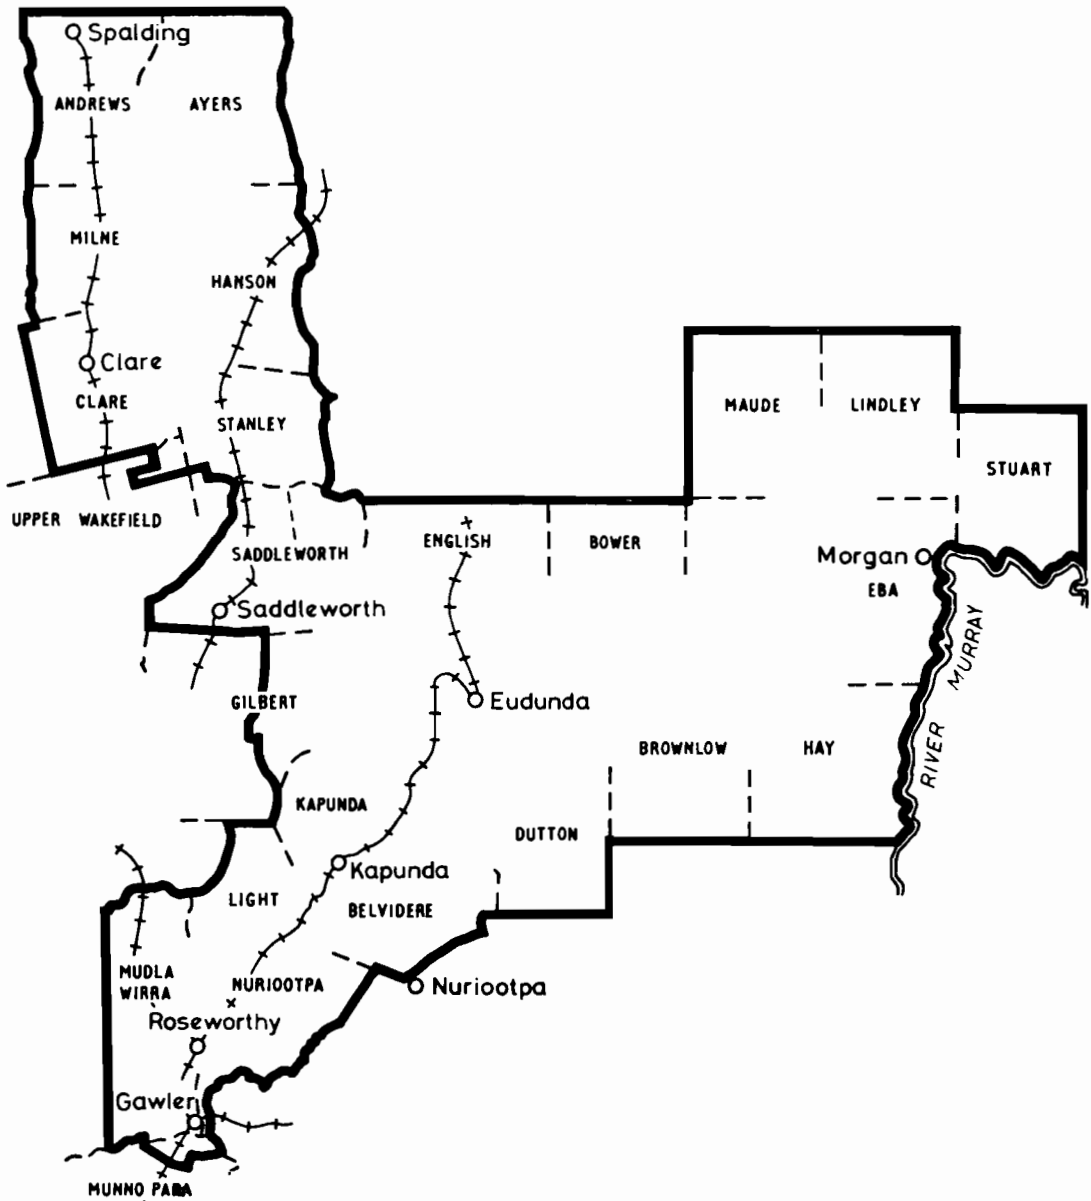 Spalding
ANDREWS
AYERS
MILNE
HANSON
Clare
CLARE
STANLEY
MAUDE
LINDLEY
STUART
UPPER WAKEFIELD
SADDLEWORTH
ENGLISH
BOWER
Morgan
EBA
Saddleworth
RIVER MURRAY
GILBERT
Eudunda
BROWNLOW
HAY
KAPUNDA
DUTTON
Kapunda
LIGHT
BELVIDERE
MUDLA
WIRRA
NURIOOTPA
Nuriootpa
Roseworthy
Gawler
MUNNO PARA